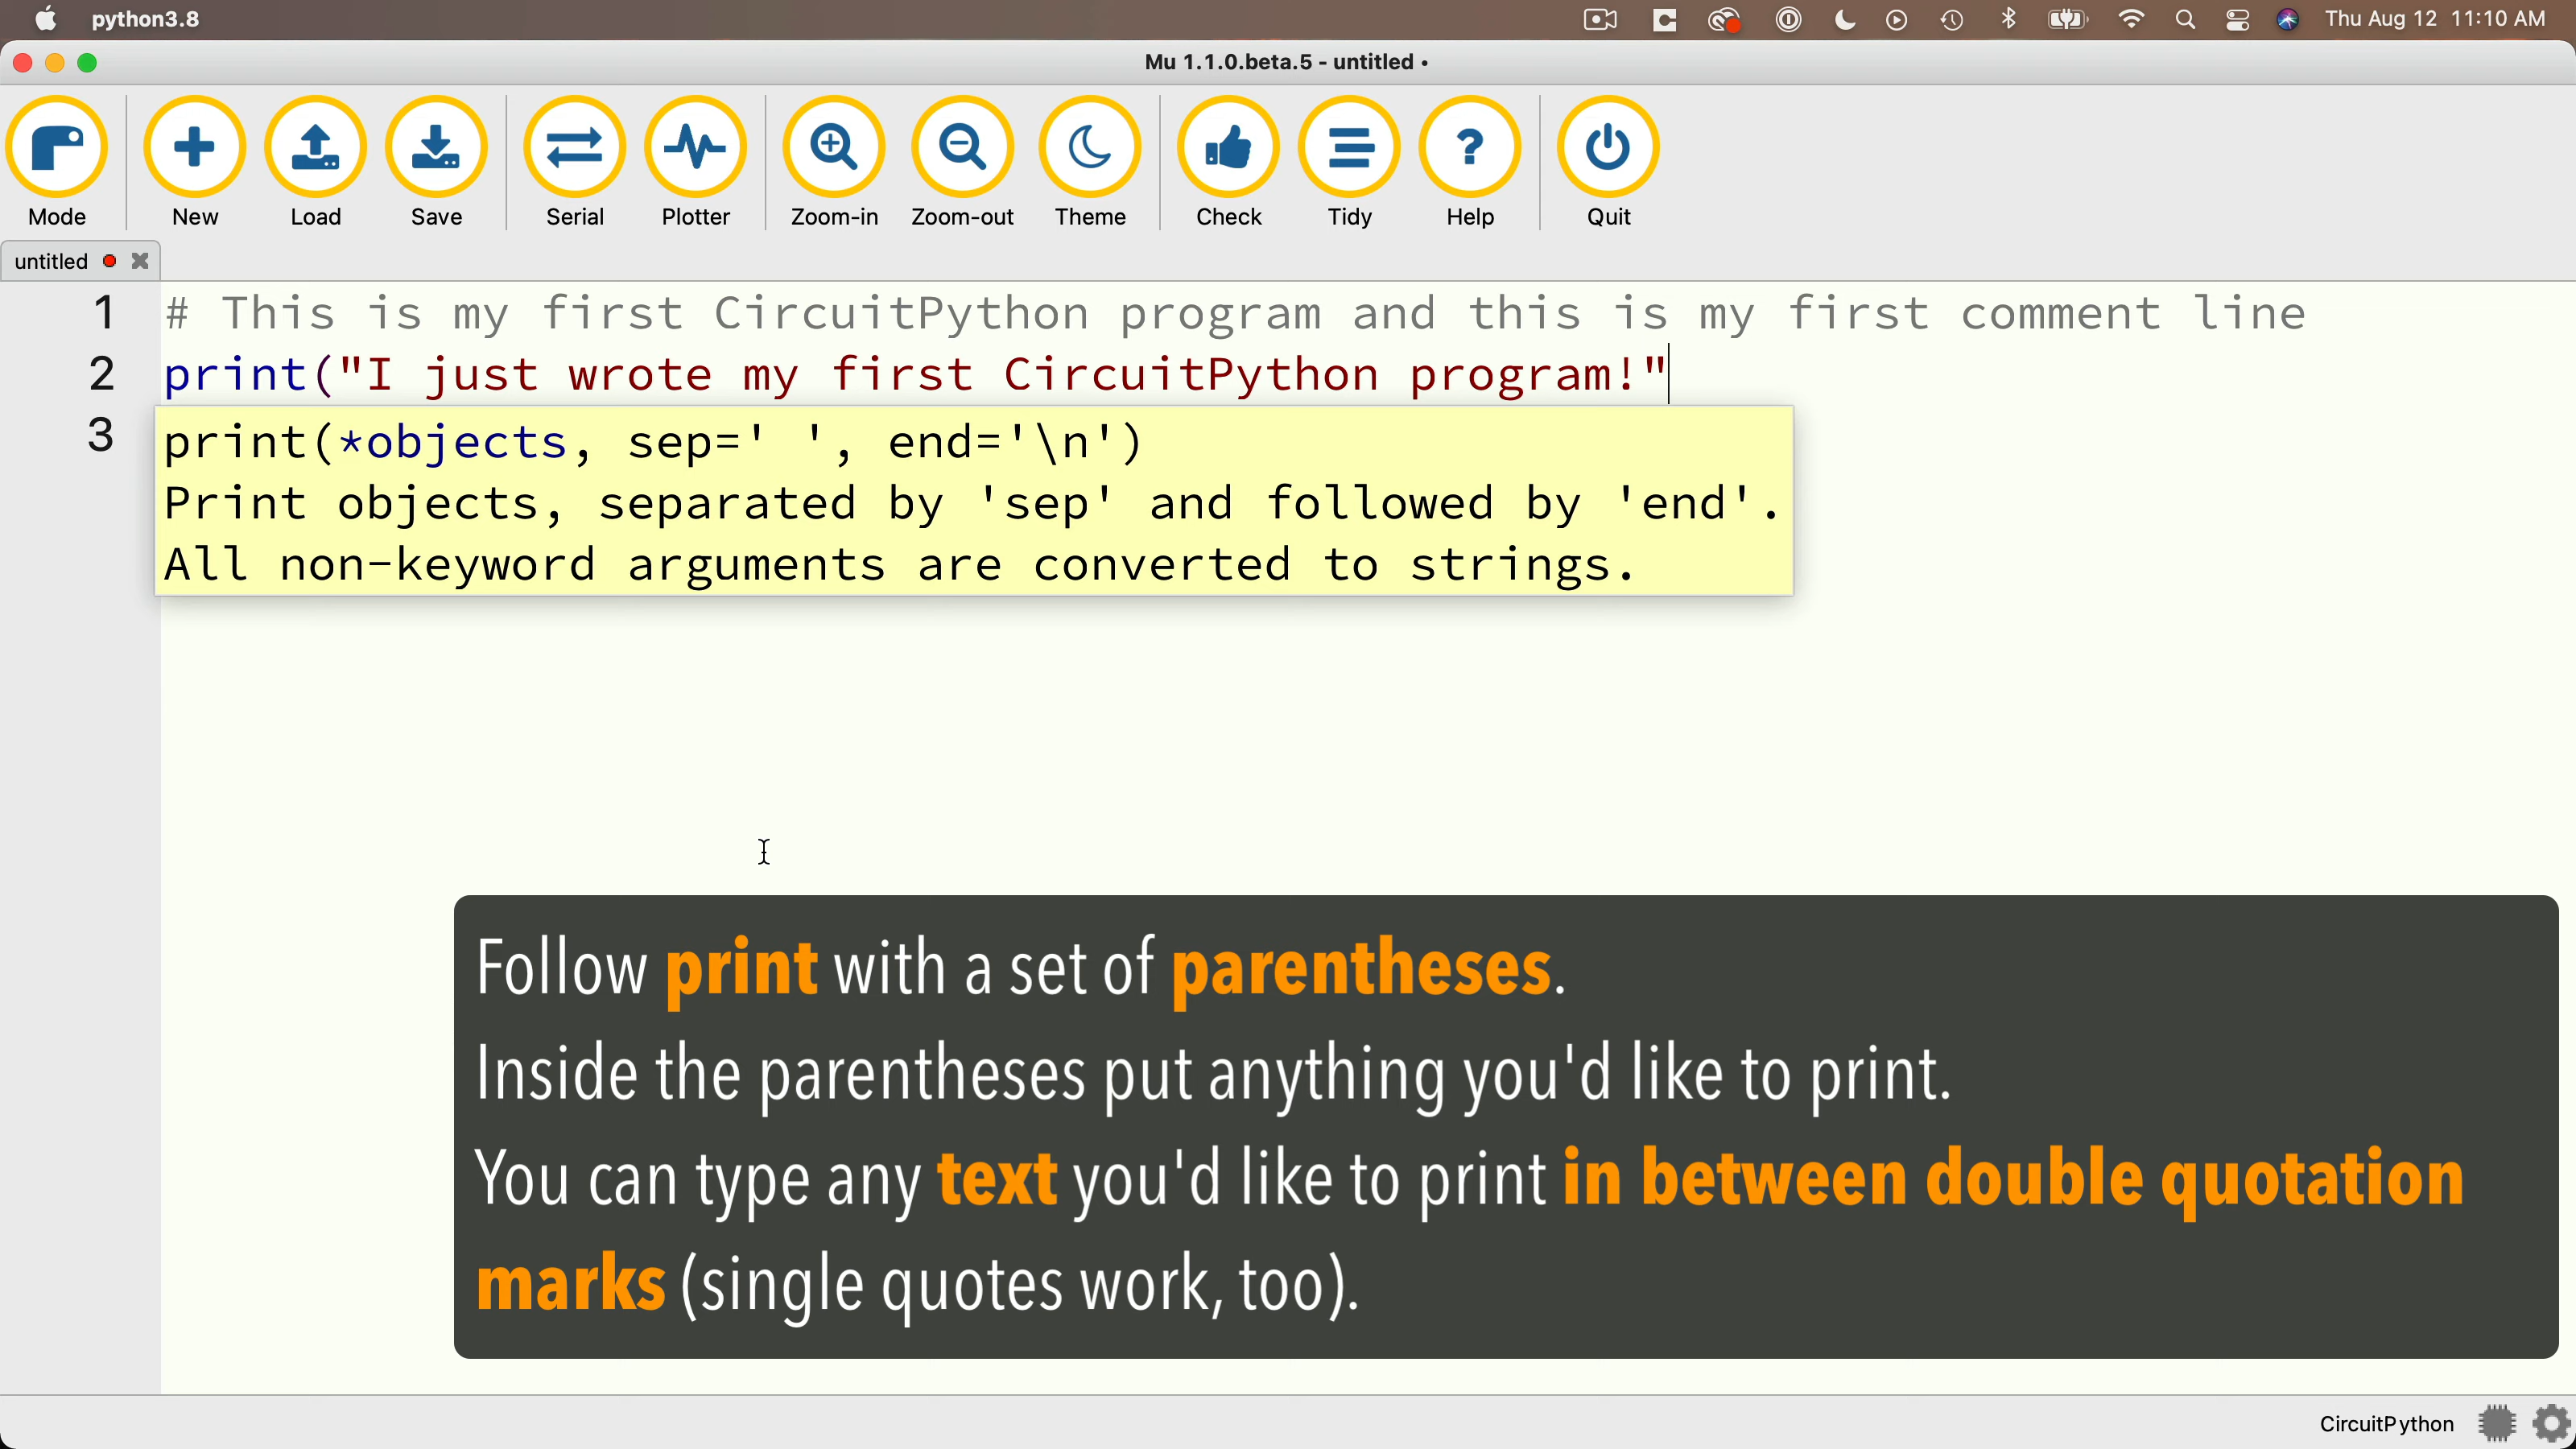 python3.8
Thu Aug 12 11:10 AM
Mu 1.1.0.beta.5 - untitled •
Mode New Load Save Serial Plotter Zoom-in Zoom-out Theme Check Tidy Help Quit
untitled
1 # This is my first CircuitPython program and this is my first comment line
2 print("I just wrote my first CircuitPython program!"
3
print(*objects, sep=' ', end='\n')
Print objects, separated by 'sep' and followed by 'end'.
All non-keyword arguments are converted to strings.
Follow print with a set of parentheses.
Inside the parentheses put anything you'd like to print.
You can type any text you'd like to print in between double quotation
marks (single quotes work, too).
CircuitPython